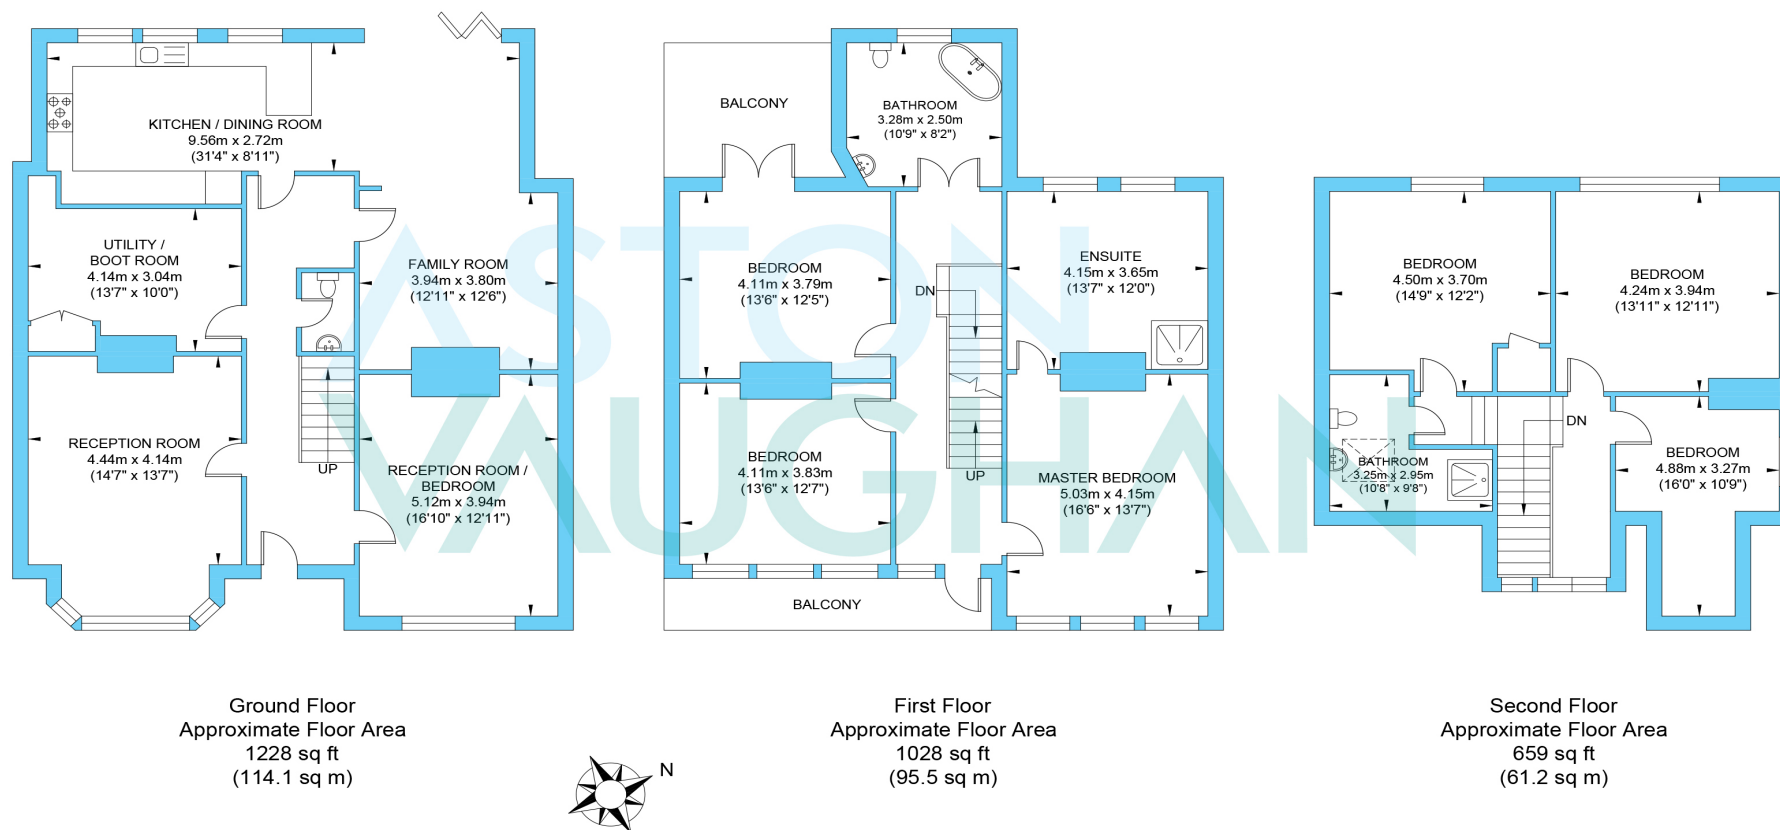 KITCHEN / DINING ROOM
9.56m x 2.72m
(31'4" x 8'11")
UTILITY /
BOOT ROOM
4.14m x 3.04m
(13'7" x 10'0")
FAMILY ROOM
3.94m x 3.80m
(12'11" x 12'6")
RECEPTION ROOM
4.44m x 4.14m
(14'7" x 13'7")
UP
RECEPTION ROOM /
BEDROOM
5.12m x 3.94m
(16'10" x 12'11")
Ground Floor
Approximate Floor Area
1228 sq ft
(114.1 sq m)
BALCONY
BATHROOM
3.28m x 2.50m
(10'9" x 8'2")
BEDROOM
4.11m x 3.79m
(13'6" x 12'5")
DN
ENSUITE
4.15m x 3.65m
(13'7" x 12'0")
BEDROOM
4.11m x 3.83m
(13'6" x 12'7")
UP
MASTER BEDROOM
5.03m x 4.15m
(16'6" x 13'7")
BALCONY
First Floor
Approximate Floor Area
1028 sq ft
(95.5 sq m)
BEDROOM
4.50m x 3.70m
(14'9" x 12'2")
BEDROOM
4.24m x 3.94m
(13'11" x 12'11")
DN
BATHROOM
3.25m x 2.95m
(10'8" x 9'8")
BEDROOM
4.88m x 3.27m
(16'0" x 10'9")
Second Floor
Approximate Floor Area
659 sq ft
(61.2 sq m)
N
ASTON
VAUGHAN